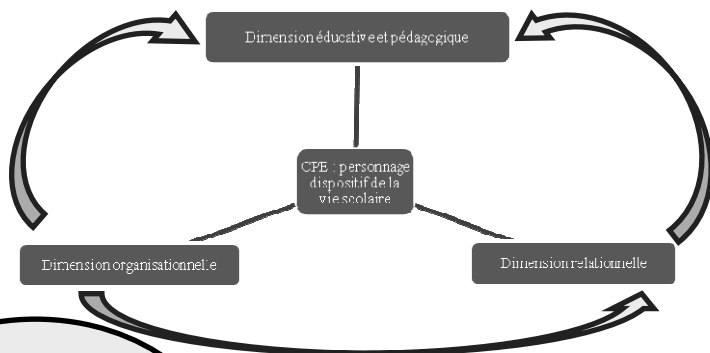 Dimension éducative et pédagogique
CPE : personnage
dispositif de la
vie scolaire
Dimension organisationnelle
Dimension relationnelle